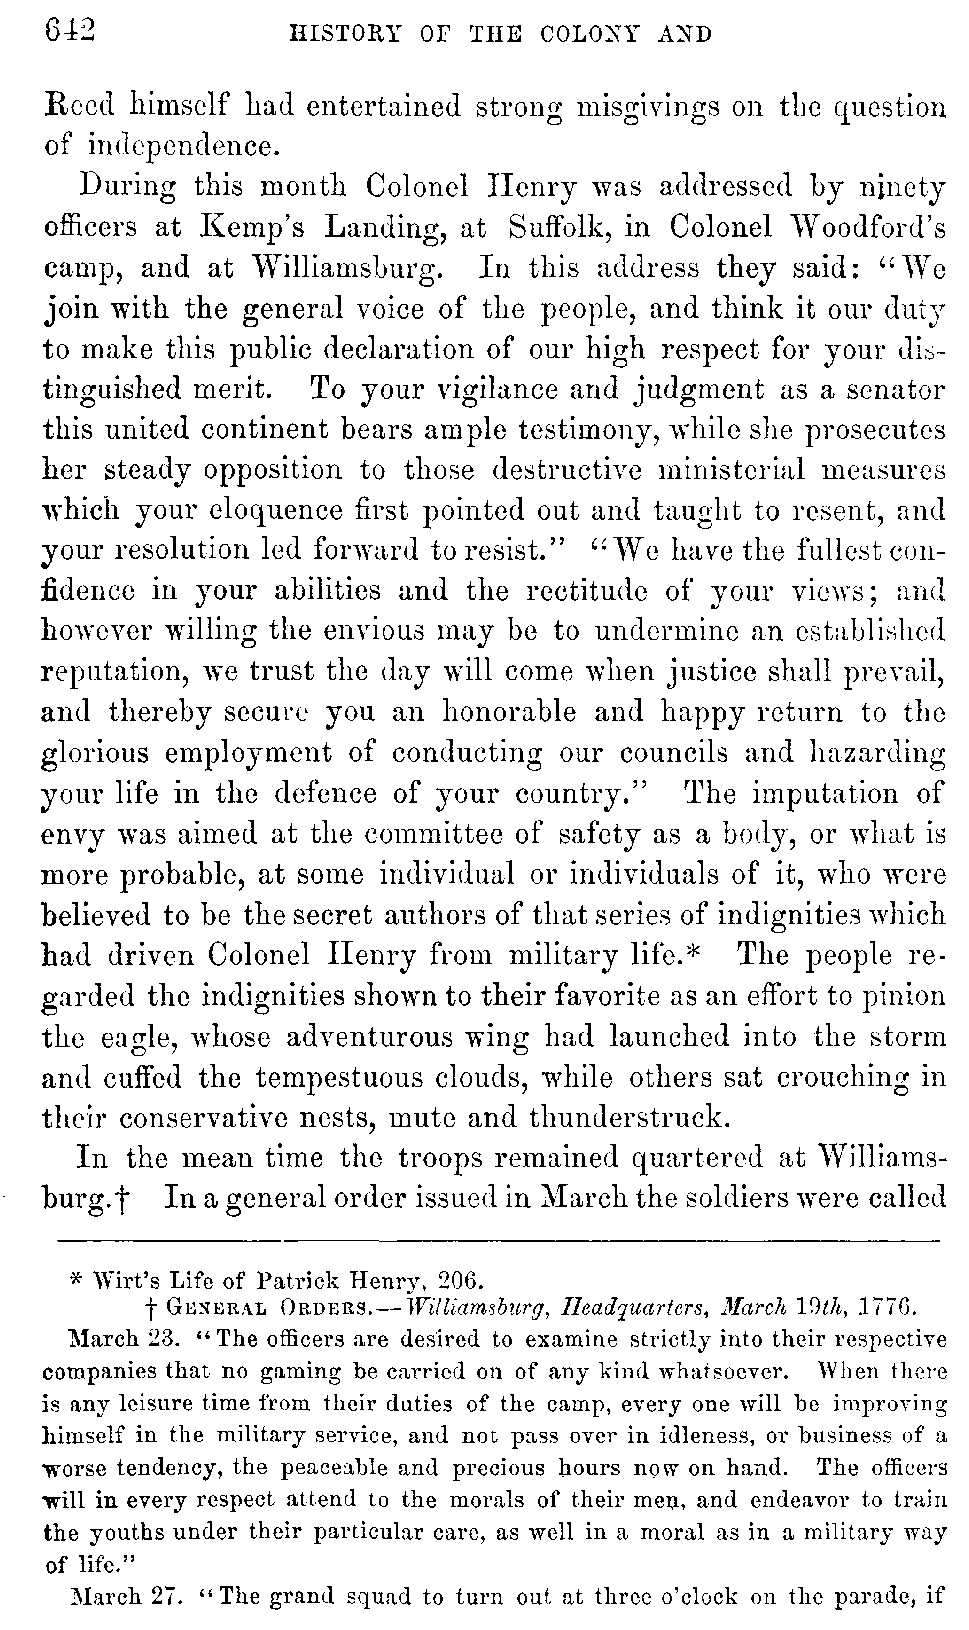 642 HISTORY OF THE COLONY AND
Reed himself had entertained strong misgivings on the question
of independence.
During this month Colonel Henry was addressed by ninety
officers at Kemp's Landing, at Suffolk, in Colonel Woodford's
camp, and at Williamsburg. In this address they said: "We
join with the general voice of the people, and think it our duty
to make this public declaration of our high respect for your dis-
tinguished merit. To your vigilance and judgment as a senator
this united continent bears ample testimony, while she prosecutes
her steady opposition to those destructive ministerial measures
which your eloquence first pointed out and taught to resent, and
your resolution led forward to resist." "We have the fullest con-
fidence in your abilities and the rectitude of your views; and
however willing the envious may be to undermine an established
reputation, we trust the day will come when justice shall prevail,
and thereby secure you an honorable and happy return to the
glorious employment of conducting our councils and hazarding
your life in the defence of your country." The imputation of
envy was aimed at the committee of safety as a body, or what is
more probable, at some individual or individuals of it, who were
believed to be the secret authors of that series of indignities which
had driven Colonel Henry from military life.* The people re-
garded the indignities shown to their favorite as an effort to pinion
the eagle, whose adventurous wing had launched into the storm
and cuffed the tempestuous clouds, while others sat crouching in
their conservative nests, mute and thunderstruck.
In the mean time the troops remained quartered at Williams-
burg.† In a general order issued in March the soldiers were called
* Wirt's Life of Patrick Henry, 206.
† GENERAL ORDERS.—Williamsburg, Headquarters, March 19th, 1776.
March 23. "The officers are desired to examine strictly into their respective
companies that no gaming be carried on of any kind whatsoever. When there
is any leisure time from their duties of the camp, every one will be improving
himself in the military service, and not pass over in idleness, or business of a
worse tendency, the peaceable and precious hours now on hand. The officers
will in every respect attend to the morals of their men, and endeavor to train
the youths under their particular care, as well in a moral as in a military way
of life."
March 27. "The grand squad to turn out at three o'clock on the parade, if